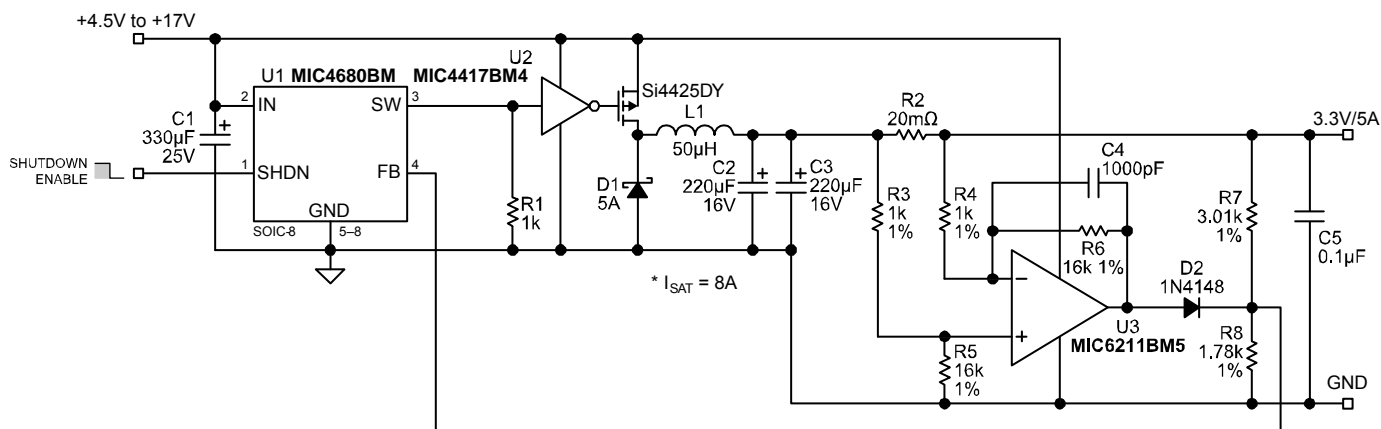 +4.5V to +17V
U1 MIC4680BM
MIC4417BM4
U2
Si4425DY
2
IN
SW
3
C1
330µF
25V
+
SHUTDOWN
ENABLE
1
SHDN
FB
4
GND
SOIC-8
5–8
R1
1k
D1
5A
L1
50µH
C2
220µF
16V
+
C3
220µF
16V
+
* ISAT = 8A
R2
20mΩ
R3
1k
1%
R4
1k
1%
C4
1000pF
R6
16k 1%
R5
16k
1%
−
+
U3
MIC6211BM5
D2
1N4148
R7
3.01k
1%
R8
1.78k
1%
C5
0.1µF
3.3V/5A
GND